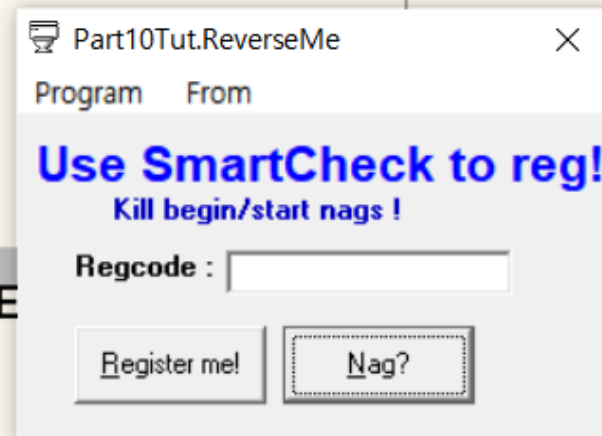 Part10Tut.ReverseMe
Program From
Use SmartCheck to reg!
Kill begin/start nags !
Regcode :
Register me! Nag?